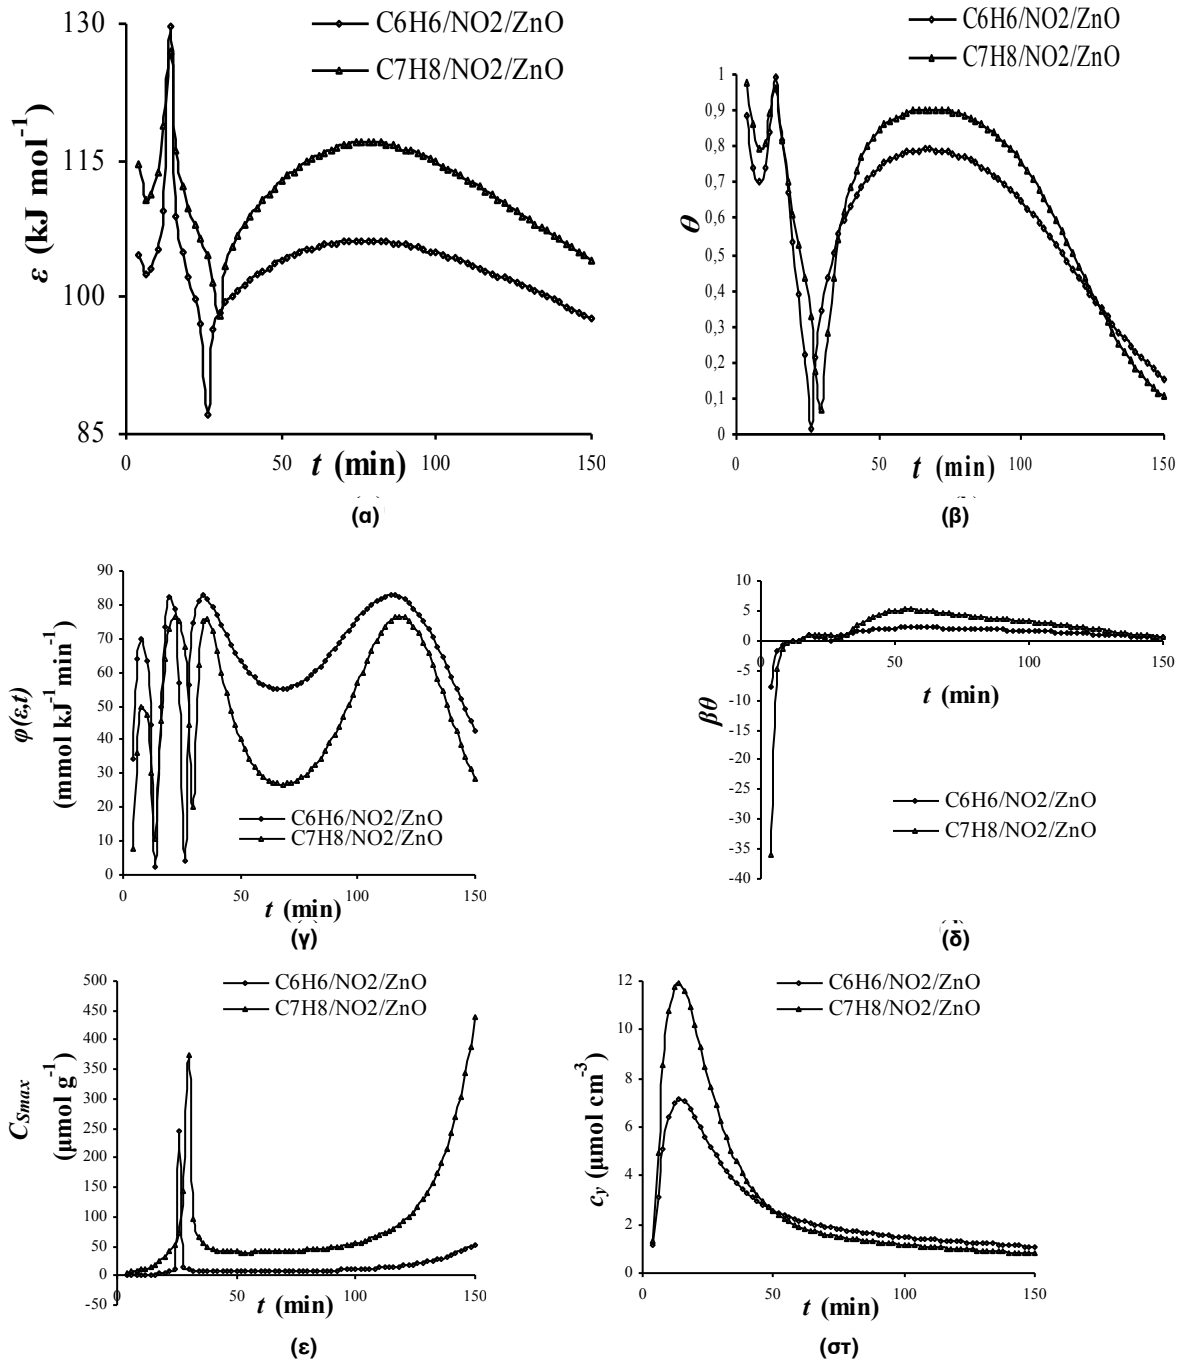 130
115
100
85
ε (kJ mol⁻¹)
C6H6/NO2/ZnO
C7H8/NO2/ZnO
0
50
100
150
t (min)
(α)
C6H6/NO2/ZnO
C7H8/NO2/ZnO
1
0,9
0,8
0,7
0,6
0,5
0,4
0,3
0,2
0,1
0
θ
0
50
100
150
t (min)
(β)
90
80
70
60
50
40
30
20
10
0
φ(ε,t)
(mmol kJ⁻¹ min⁻¹)
C6H6/NO2/ZnO
C7H8/NO2/ZnO
0
50
100
150
t (min)
(γ)
10
5
0
-5
-10
-15
-20
-25
-30
-35
-40
βθ
0
50
100
150
t (min)
C6H6/NO2/ZnO
C7H8/NO2/ZnO
(δ)
500
450
400
350
300
250
200
150
100
50
0
-50
C_Smax
(μmol g⁻¹)
C6H6/NO2/ZnO
C7H8/NO2/ZnO
0
50
100
150
t (min)
(ε)
12
10
8
6
4
2
0
c_y (μmol cm⁻³)
C6H6/NO2/ZnO
C7H8/NO2/ZnO
0
50
100
150
t (min)
(στ)